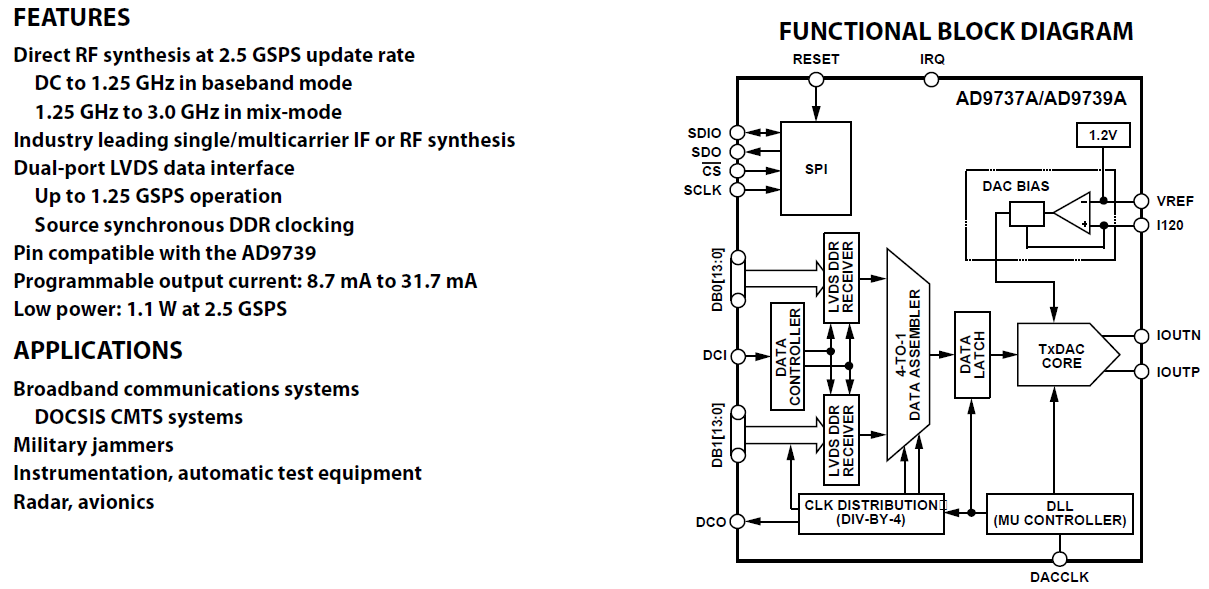 FEATURES
Direct RF synthesis at 2.5 GSPS update rate
DC to 1.25 GHz in baseband mode
1.25 GHz to 3.0 GHz in mix-mode
Industry leading single/multicarrier IF or RF synthesis
Dual-port LVDS data interface
Up to 1.25 GSPS operation
Source synchronous DDR clocking
Pin compatible with the AD9739
Programmable output current: 8.7 mA to 31.7 mA
Low power: 1.1 W at 2.5 GSPS
APPLICATIONS
Broadband communications systems
DOCSIS CMTS systems
Military jammers
Instrumentation, automatic test equipment
Radar, avionics
FUNCTIONAL BLOCK DIAGRAM
RESET
IRQ
AD9737A/AD9739A
1.2V
SDIO
SDO
CS
SCLK
SPI
DAC BIAS
VREF
I120
DB0[13:0]
LVDS DDR
RECEIVER
DCI
DATA
CONTROLLER
4-TO-1
DATA ASSEMBLER
DATA
LATCH
TxDAC
CORE
IOUTN
IOUTP
DB1[13:0]
LVDS DDR
RECEIVER
DCO
CLK DISTRIBUTION
(DIV-BY-4)
DLL
(MU CONTROLLER)
DACCLK